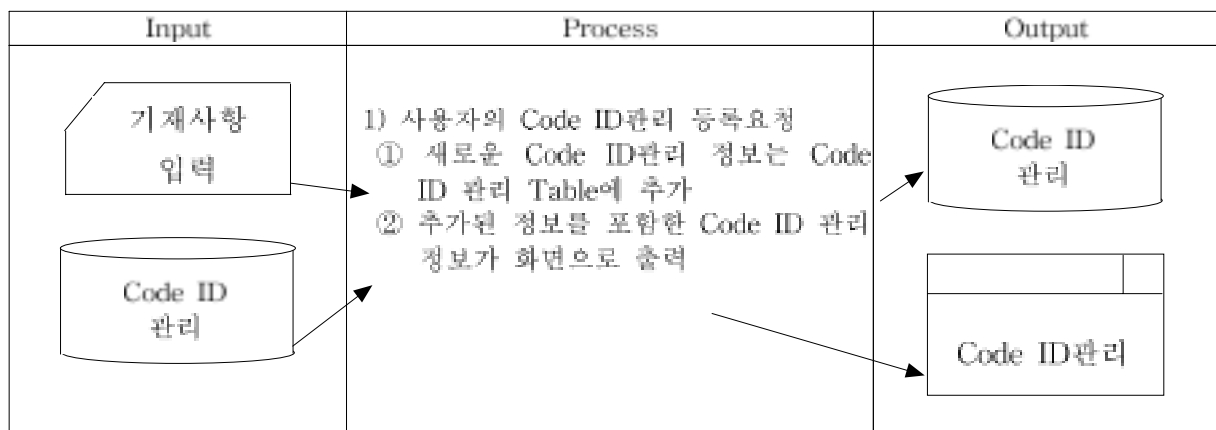 Input
Process
Output
기재사항
입력
Code ID
관리
1) 사용자의 Code ID관리 등록요청
① 새로운 Code ID관리 정보는 Code
ID 관리 Table에 추가
② 추가된 정보를 포함한 Code ID 관리
정보가 화면으로 출력
Code ID
관리
Code ID관리